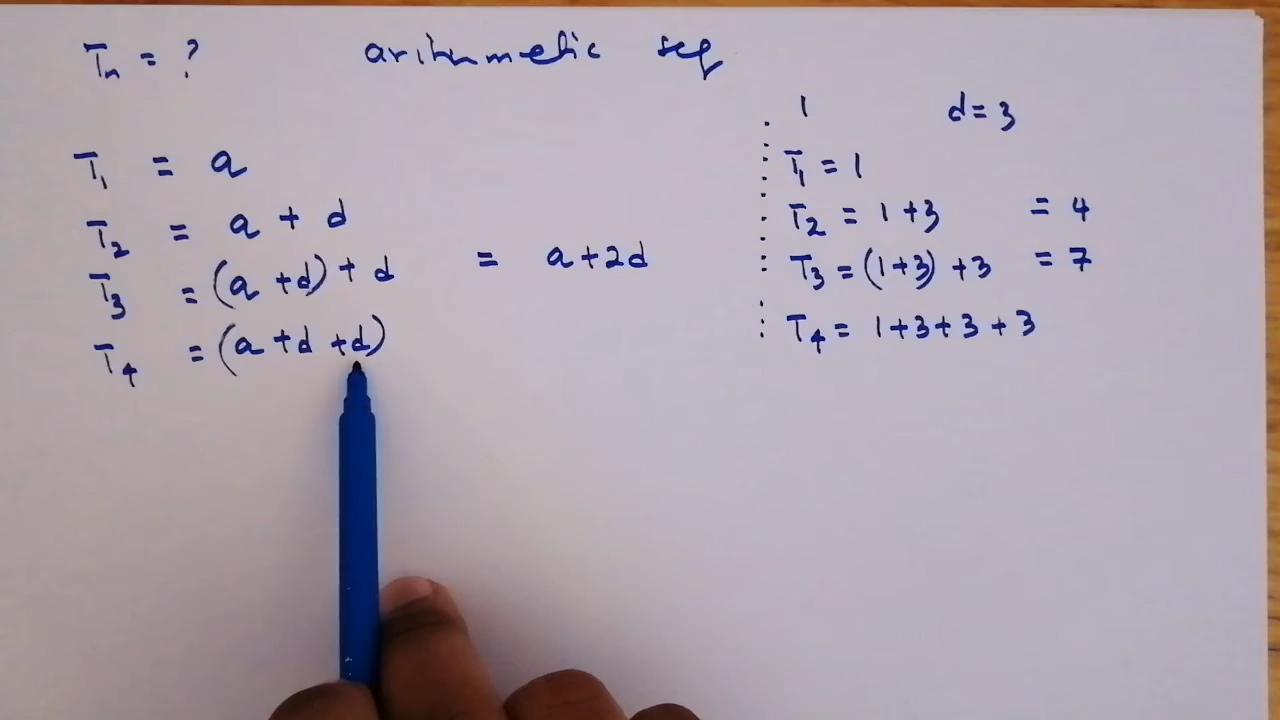 Tn = ? arithmetic seq
1 d = 3
T1 = a
T2 = a + d
T3 = (a + d) + d = a + 2d
T4 = (a + d + d)
T1 = 1
T2 = 1 + 3 = 4
T3 = (1+3) + 3 = 7
T4 = 1 + 3 + 3 + 3